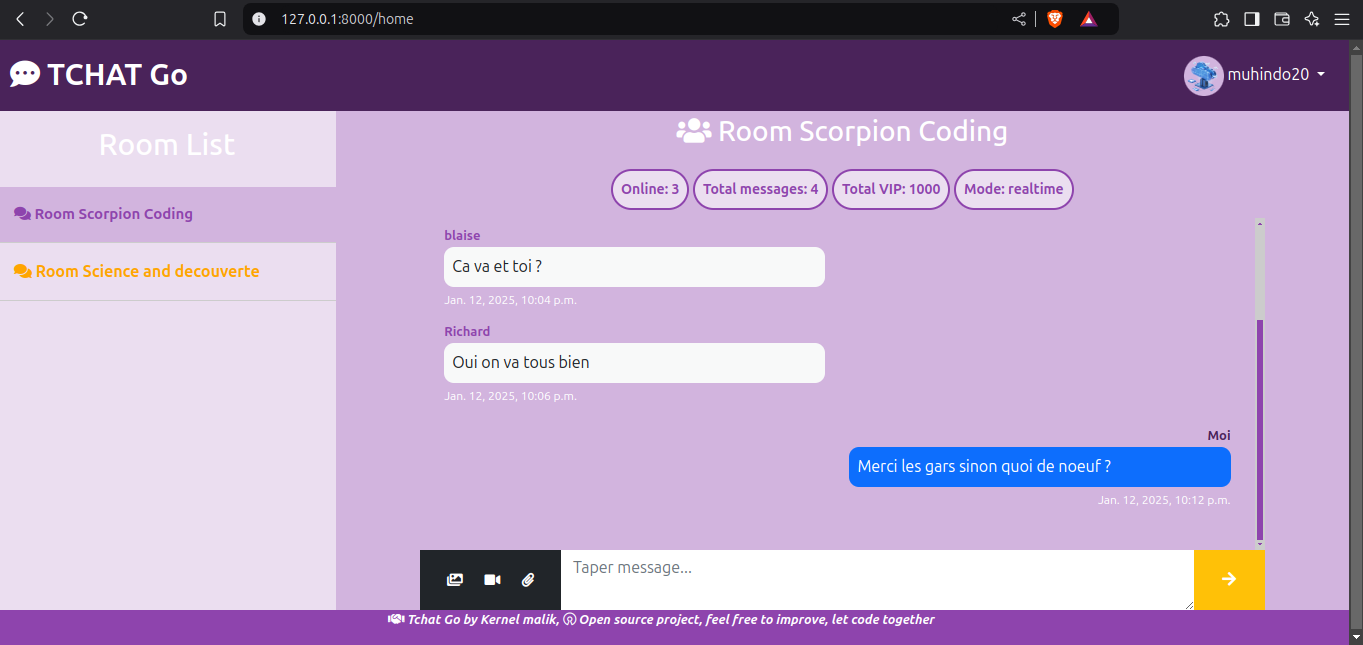 127.0.0.1:8000/home
TCHAT Go
muhindo20
Room List
Room Scorpion Coding
Room Science and decouverte
Room Scorpion Coding
Online: 3 Total messages: 4 Total VIP: 1000 Mode: realtime
blaise
Ca va et toi ?
Jan. 12, 2025, 10:04 p.m.
Richard
Oui on va tous bien
Jan. 12, 2025, 10:06 p.m.
Moi
Merci les gars sinon quoi de noeuf ?
Jan. 12, 2025, 10:12 p.m.
Taper message...
Tchat Go by Kernel malik, Open source project, feel free to improve, let code together